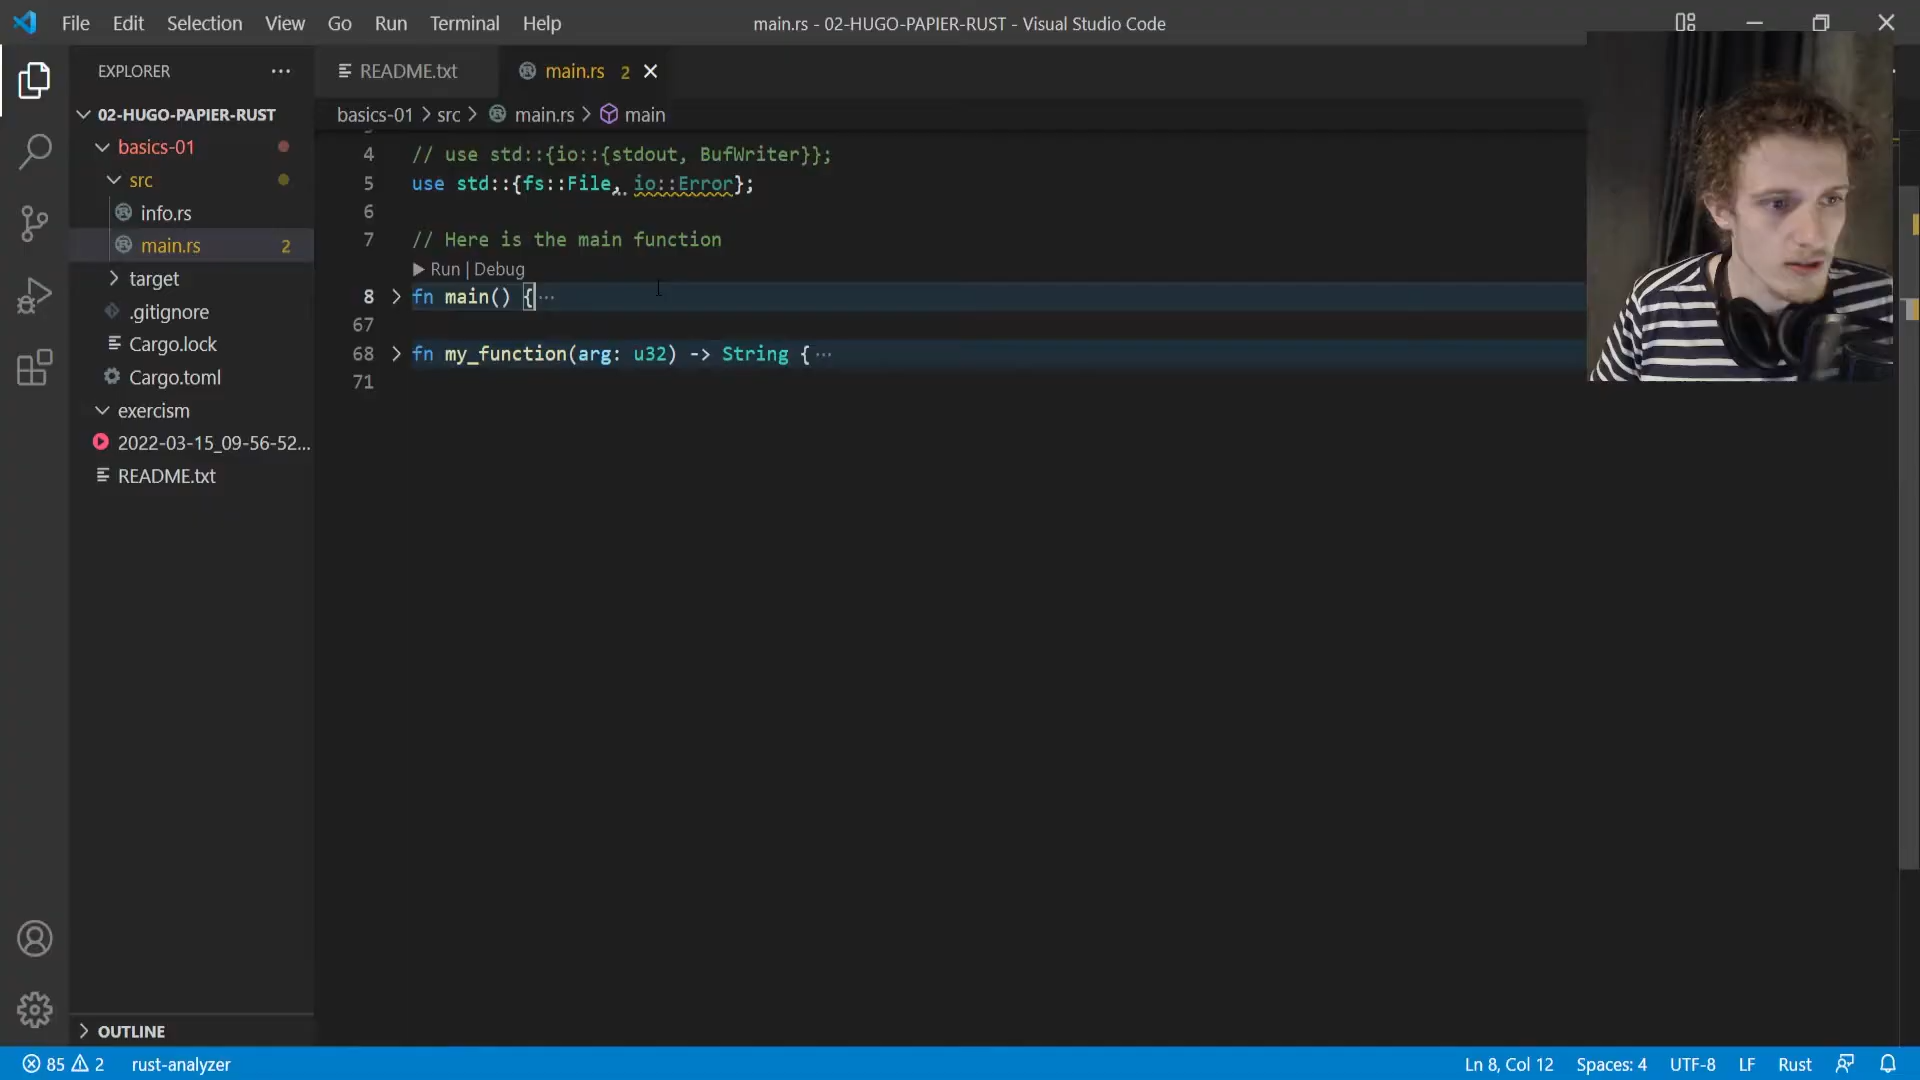 File Edit Selection View Go Run Terminal Help
main.rs - 02-HUGO-PAPIER-RUST - Visual Studio Code
EXPLORER
02-HUGO-PAPIER-RUST
basics-01
src
info.rs
main.rs 2
target
.gitignore
Cargo.lock
Cargo.toml
exercism
2022-03-15_09-56-52...
README.txt
OUTLINE
README.txt
main.rs 2
basics-01 > src > main.rs > main
4 // use std::{io::{stdout, BufWriter}};
5 use std::{fs::File, io::Error};
6
7 // Here is the main function
Run | Debug
8 fn main() {...
67
68 fn my_function(arg: u32) -> String {...
71
85 2 rust-analyzer
Ln 8, Col 12 Spaces: 4 UTF-8 LF Rust